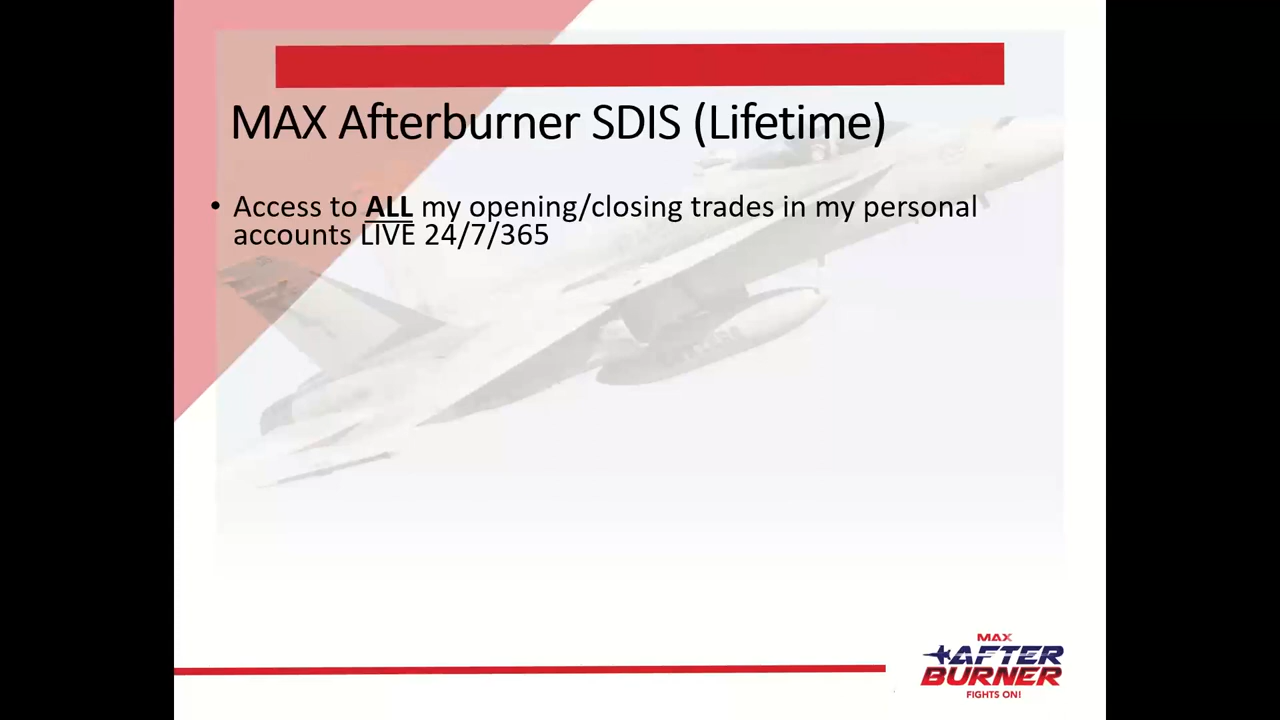 MAX Afterburner SDIS (Lifetime)
• Access to ALL my opening/closing trades in my personal
accounts LIVE 24/7/365
MAX
AFTER
BURNER
FIGHTS ON!